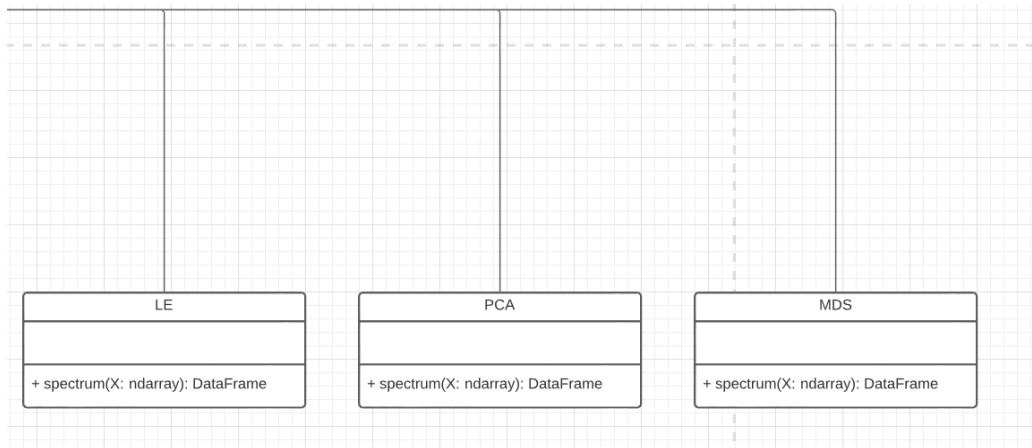 LE
PCA
MDS
+ spectrum(X: ndarray): DataFrame
+ spectrum(X: ndarray): DataFrame
+ spectrum(X: ndarray): DataFrame